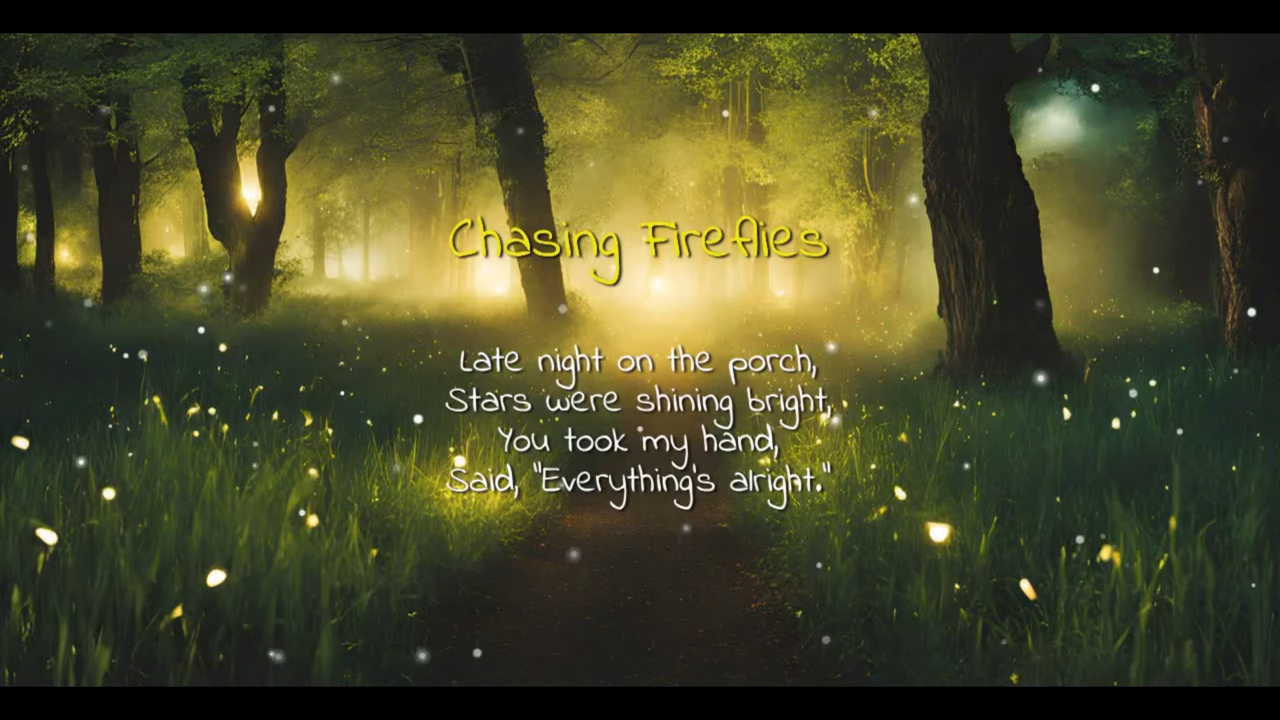 Chasing Fireflies
Late night on the porch,
Stars were shining bright,
You took my hand,
Said, "Everything's alright."